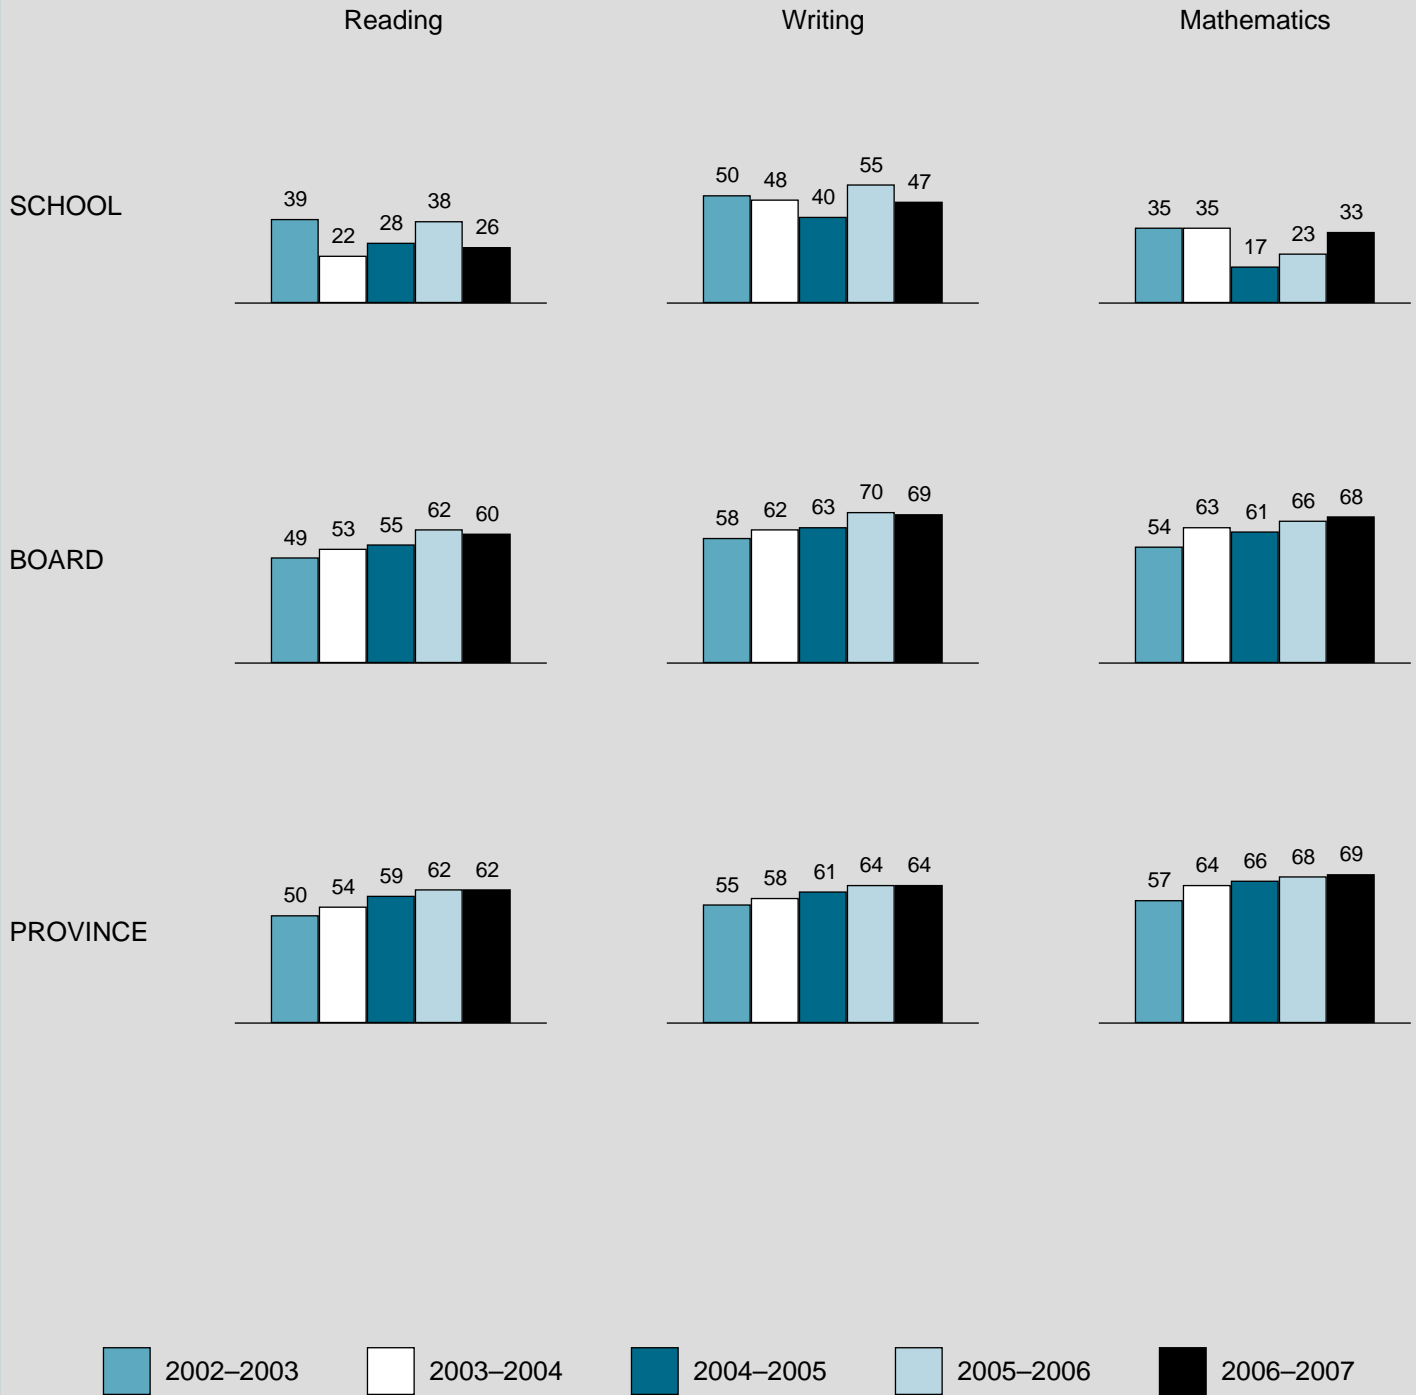 Reading Writing Mathematics
SCHOOL
39 22 28 38 26
50 48 40 55 47
35 35 17 23 33
BOARD
49 53 55 62 60
58 62 63 70 69
54 63 61 66 68
PROVINCE
50 54 59 62 62
55 58 61 64 64
57 64 66 68 69
2002–2003 2003–2004 2004–2005 2005–2006 2006–2007